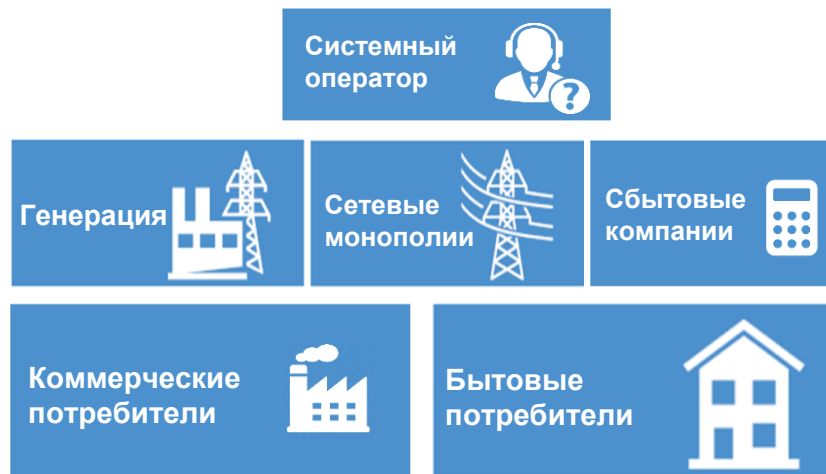 Системный
оператор
?
Генерация
Сетевые
монополии
Сбытовые
компании
Коммерческие
потребители
Бытовые
потребители